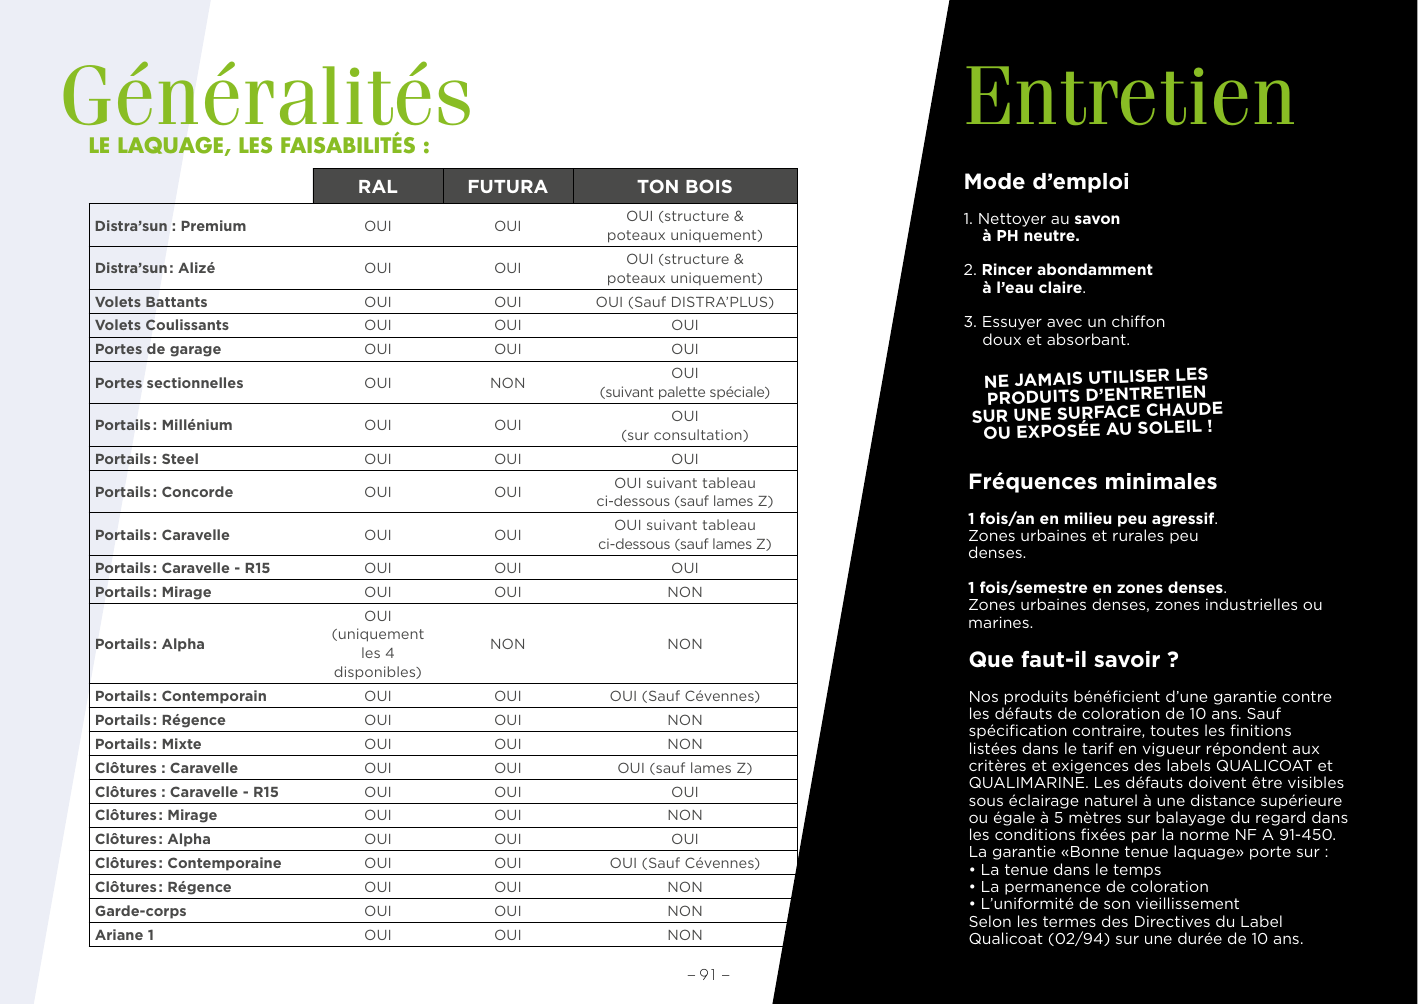 Généralités
LE LAQUAGE, LES FAISABILITÉS :
RAL FUTURA TON BOIS
Distra’sun : Premium OUI OUI OUI (structure &
poteaux uniquement)
Distra’sun : Alizé OUI OUI OUI (structure &
poteaux uniquement)
Volets Battants OUI OUI OUI (Sauf DISTRA’PLUS)
Volets Coulissants OUI OUI OUI
Portes de garage OUI OUI OUI
Portes sectionnelles OUI NON OUI
(suivant palette spéciale)
Portails : Millénium OUI OUI OUI
(sur consultation)
Portails : Steel OUI OUI OUI
Portails : Concorde OUI OUI OUI suivant tableau
ci-dessous (sauf lames Z)
Portails : Caravelle OUI OUI OUI suivant tableau
ci-dessous (sauf lames Z)
Portails : Caravelle - R15 OUI OUI OUI
Portails : Mirage OUI OUI NON
Portails : Alpha OUI
(uniquement
les 4
disponibles) NON NON
Portails : Contemporain OUI OUI OUI (Sauf Cévennes)
Portails : Régence OUI OUI NON
Portails : Mixte OUI OUI NON
Clôtures : Caravelle OUI OUI OUI (sauf lames Z)
Clôtures : Caravelle - R15 OUI OUI OUI
Clôtures : Mirage OUI OUI NON
Clôtures : Alpha OUI OUI OUI
Clôtures : Contemporaine OUI OUI OUI (Sauf Cévennes)
Clôtures : Régence OUI OUI NON
Garde-corps OUI OUI NON
Ariane 1 OUI OUI NON
– 91 –
Entretien
Mode d’emploi
1. Nettoyer au savon
à PH neutre.
2. Rincer abondamment
à l’eau claire.
3. Essuyer avec un chiffon
doux et absorbant.
NE JAMAIS UTILISER LES
PRODUITS D’ENTRETIEN
SUR UNE SURFACE CHAUDE
OU EXPOSÉE AU SOLEIL !
Fréquences minimales
1 fois/an en milieu peu agressif.
Zones urbaines et rurales peu
denses.
1 fois/semestre en zones denses.
Zones urbaines denses, zones industrielles ou
marines.
Que faut-il savoir ?
Nos produits bénéficient d’une garantie contre
les défauts de coloration de 10 ans. Sauf
spécification contraire, toutes les finitions
listées dans le tarif en vigueur répondent aux
critères et exigences des labels QUALICOAT et
QUALIMARINE. Les défauts doivent être visibles
sous éclairage naturel à une distance supérieure
ou égale à 5 mètres sur balayage du regard dans
les conditions fixées par la norme NF A 91-450.
La garantie «Bonne tenue laquage» porte sur :
• La tenue dans le temps
• La permanence de coloration
• L’uniformité de son vieillissement
Selon les termes des Directives du Label
Qualicoat (02/94) sur une durée de 10 ans.